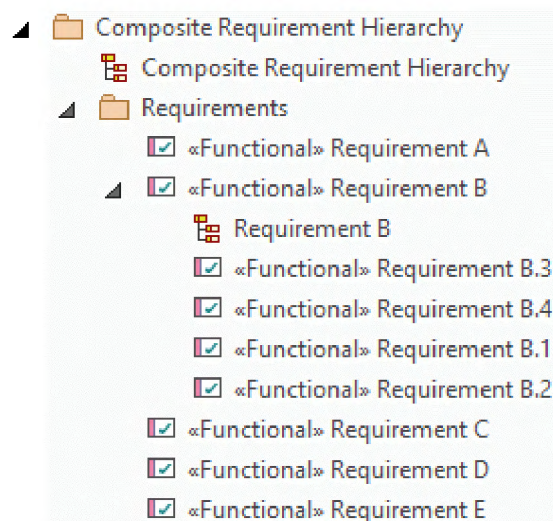 Composite Requirement Hierarchy
Composite Requirement Hierarchy
Requirements
«Functional» Requirement A
«Functional» Requirement B
Requirement B
«Functional» Requirement B.3
«Functional» Requirement B.4
«Functional» Requirement B.1
«Functional» Requirement B.2
«Functional» Requirement C
«Functional» Requirement D
«Functional» Requirement E